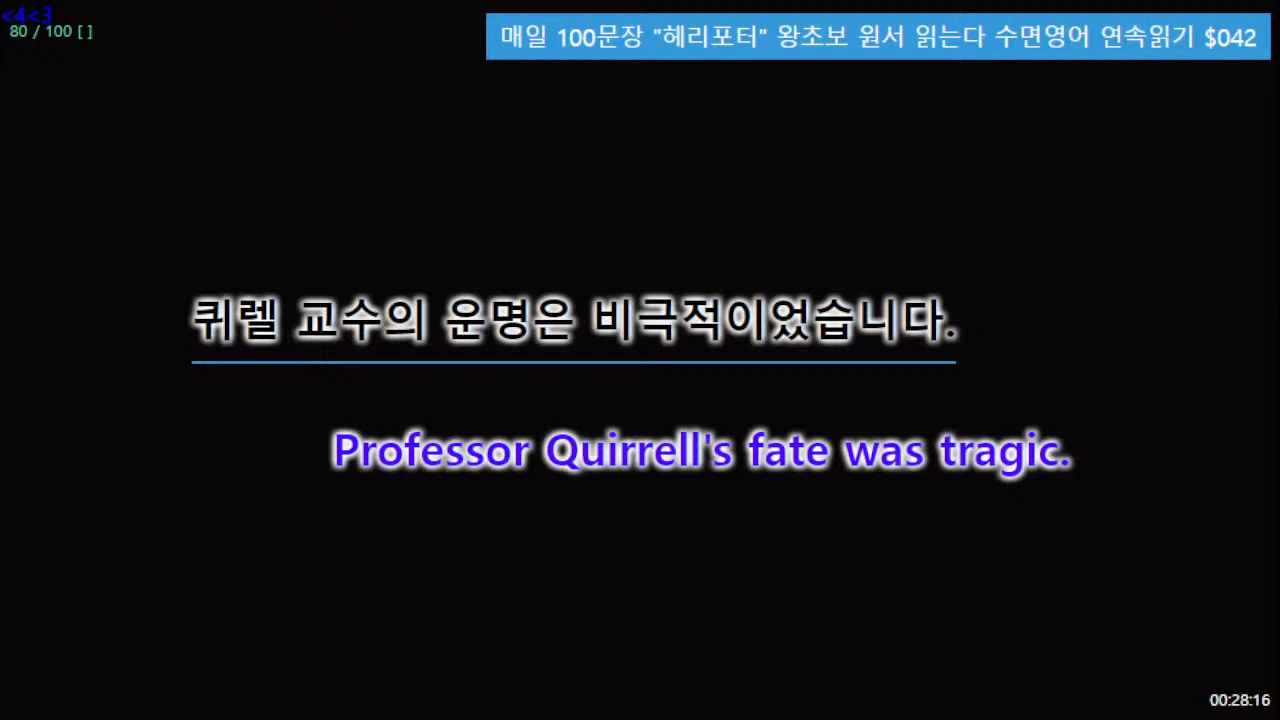 <4<3
80 / 100 [ ]
매일 100문장 "헤리포터" 왕초보 원서 읽는다 수면영어 연속읽기 $042
퀴렐 교수의 운명은 비극적이었습니다.
Professor Quirrell's fate was tragic.
00:28:16